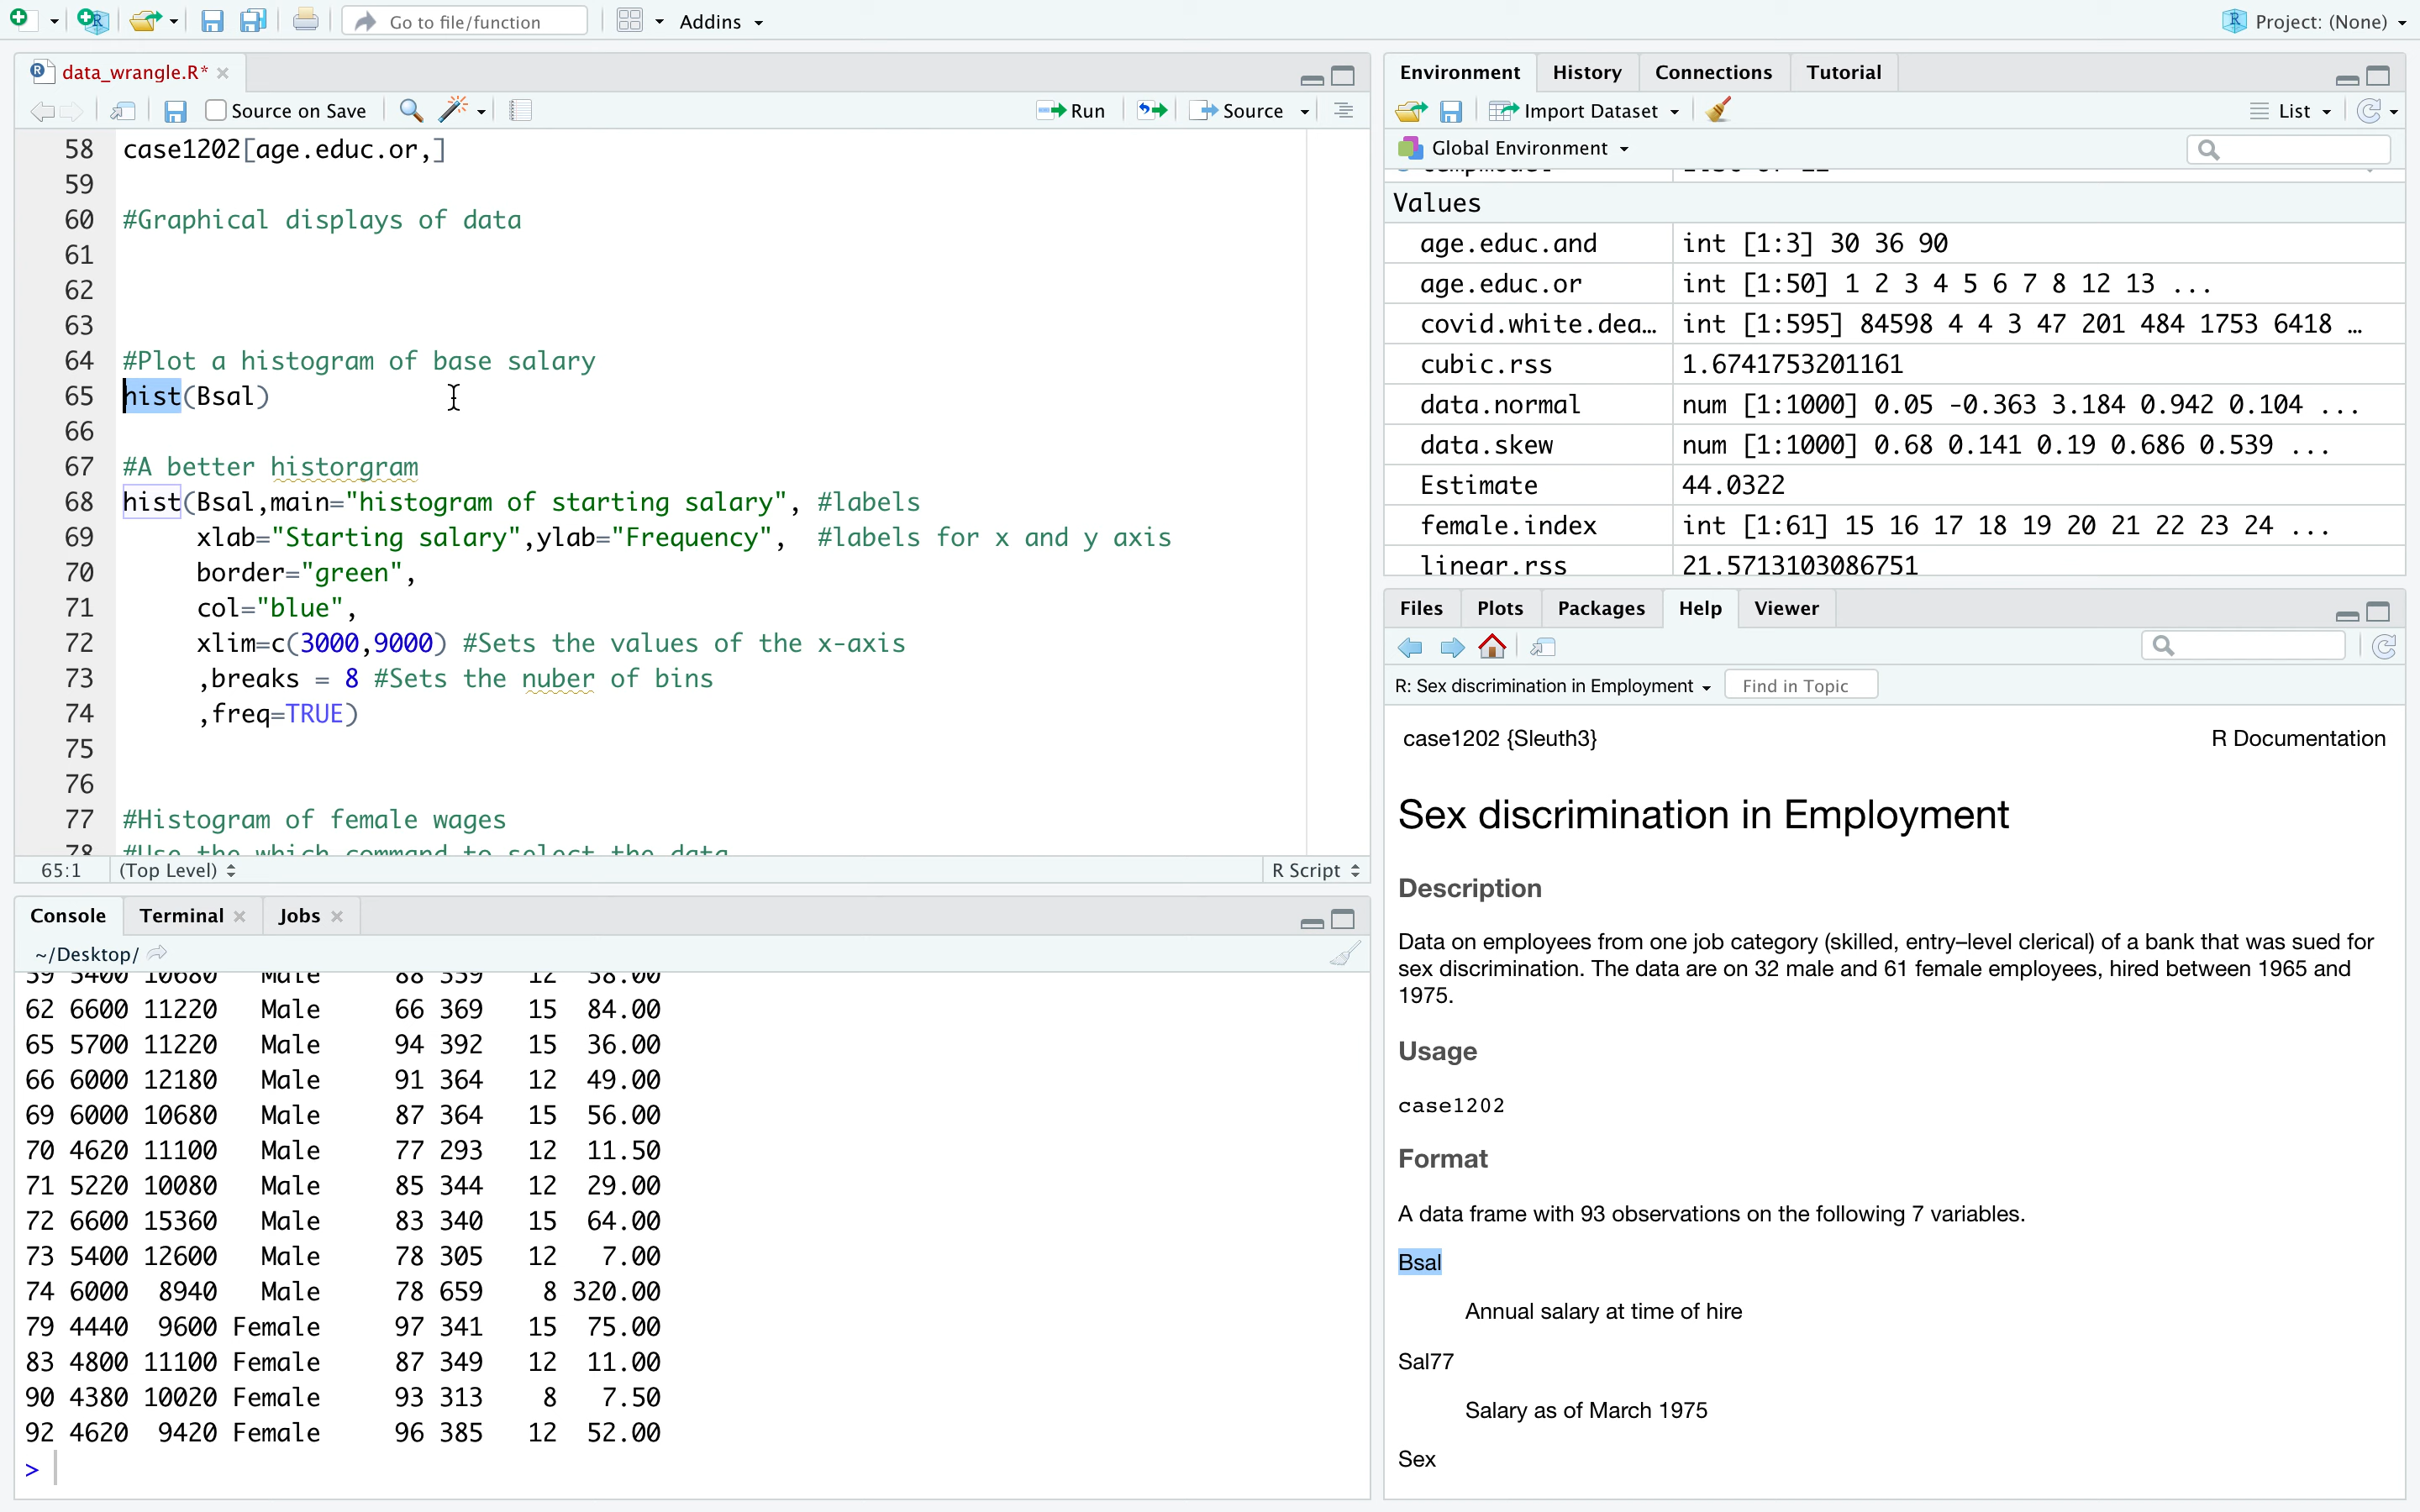 Go to file/function
Addins
Project: (None)
data_wrangle.R*
Source on Save
Run
Source
58 case1202[age.educ.or,]
59
60 #Graphical displays of data
61
62
63
64 #Plot a histogram of base salary
65 hist(Bsal)
66
67 #A better historgram
68 hist(Bsal,main="histogram of starting salary", #labels
69 xlab="Starting salary",ylab="Frequency", #labels for x and y axis
70 border="green",
71 col="blue",
72 xlim=c(3000,9000) #Sets the values of the x-axis
73 ,breaks = 8 #Sets the nuber of bins
74 ,freq=TRUE)
75
76
77 #Histogram of female wages
78 #Use the which command to select the data
65:1 (Top Level) R Script
Console Terminal Jobs
~/Desktop/
59 5400 10680 Male 88 359 12 38.00
62 6600 11220 Male 66 369 15 84.00
65 5700 11220 Male 94 392 15 36.00
66 6000 12180 Male 91 364 12 49.00
69 6000 10680 Male 87 364 15 56.00
70 4620 11100 Male 77 293 12 11.50
71 5220 10080 Male 85 344 12 29.00
72 6600 15360 Male 83 340 15 64.00
73 5400 12600 Male 78 305 12 7.00
74 6000 8940 Male 78 659 8 320.00
79 4440 9600 Female 97 341 15 75.00
83 4800 11100 Female 87 349 12 11.00
90 4380 10020 Female 93 313 8 7.50
92 4620 9420 Female 96 385 12 52.00
>
Environment History Connections Tutorial
Import Dataset List
Global Environment
Values
age.educ.and int [1:3] 30 36 90
age.educ.or int [1:50] 1 2 3 4 5 6 7 8 12 13 ...
covid.white.dea… int [1:595] 84598 4 4 3 47 201 484 1753 6418 …
cubic.rss 1.6741753201161
data.normal num [1:1000] 0.05 -0.363 3.184 0.942 0.104 ...
data.skew num [1:1000] 0.68 0.141 0.19 0.686 0.539 ...
Estimate 44.0322
female.index int [1:61] 15 16 17 18 19 20 21 22 23 24 ...
linear.rss 21.5713103086751
Files Plots Packages Help Viewer
R: Sex discrimination in Employment Find in Topic
case1202 {Sleuth3} R Documentation
Sex discrimination in Employment
Description
Data on employees from one job category (skilled, entry–level clerical) of a bank that was sued for
sex discrimination. The data are on 32 male and 61 female employees, hired between 1965 and
1975.
Usage
case1202
Format
A data frame with 93 observations on the following 7 variables.
Bsal
Annual salary at time of hire
Sal77
Salary as of March 1975
Sex